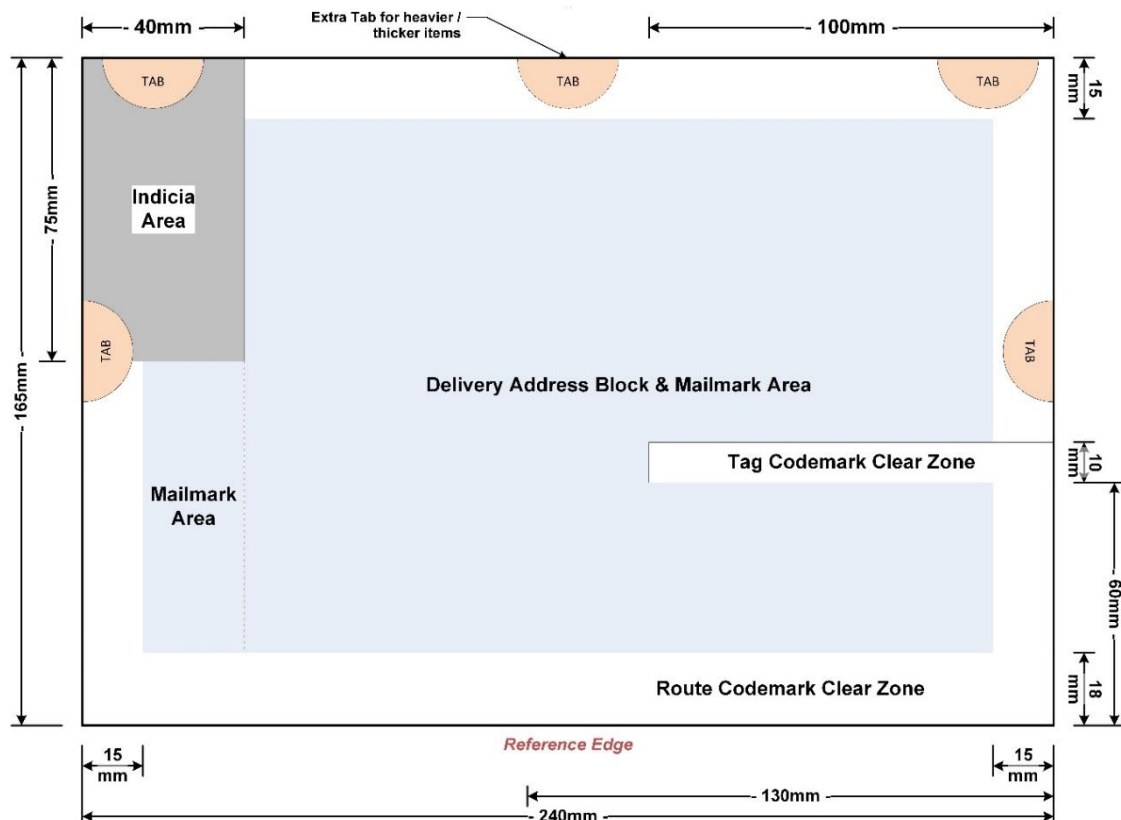 - 40mm -
Extra Tab for heavier /
thicker items
- 100mm -
TAB
TAB
TAB
15
mm
Indicia
Area
- 75mm -
- 165mm -
TAB
TAB
Delivery Address Block & Mailmark Area
Tag Codemark Clear Zone
10
mm
Mailmark
Area
- 60mm -
Route Codemark Clear Zone
18
mm
Reference Edge
15
mm
15
mm
- 130mm -
- 240mm -